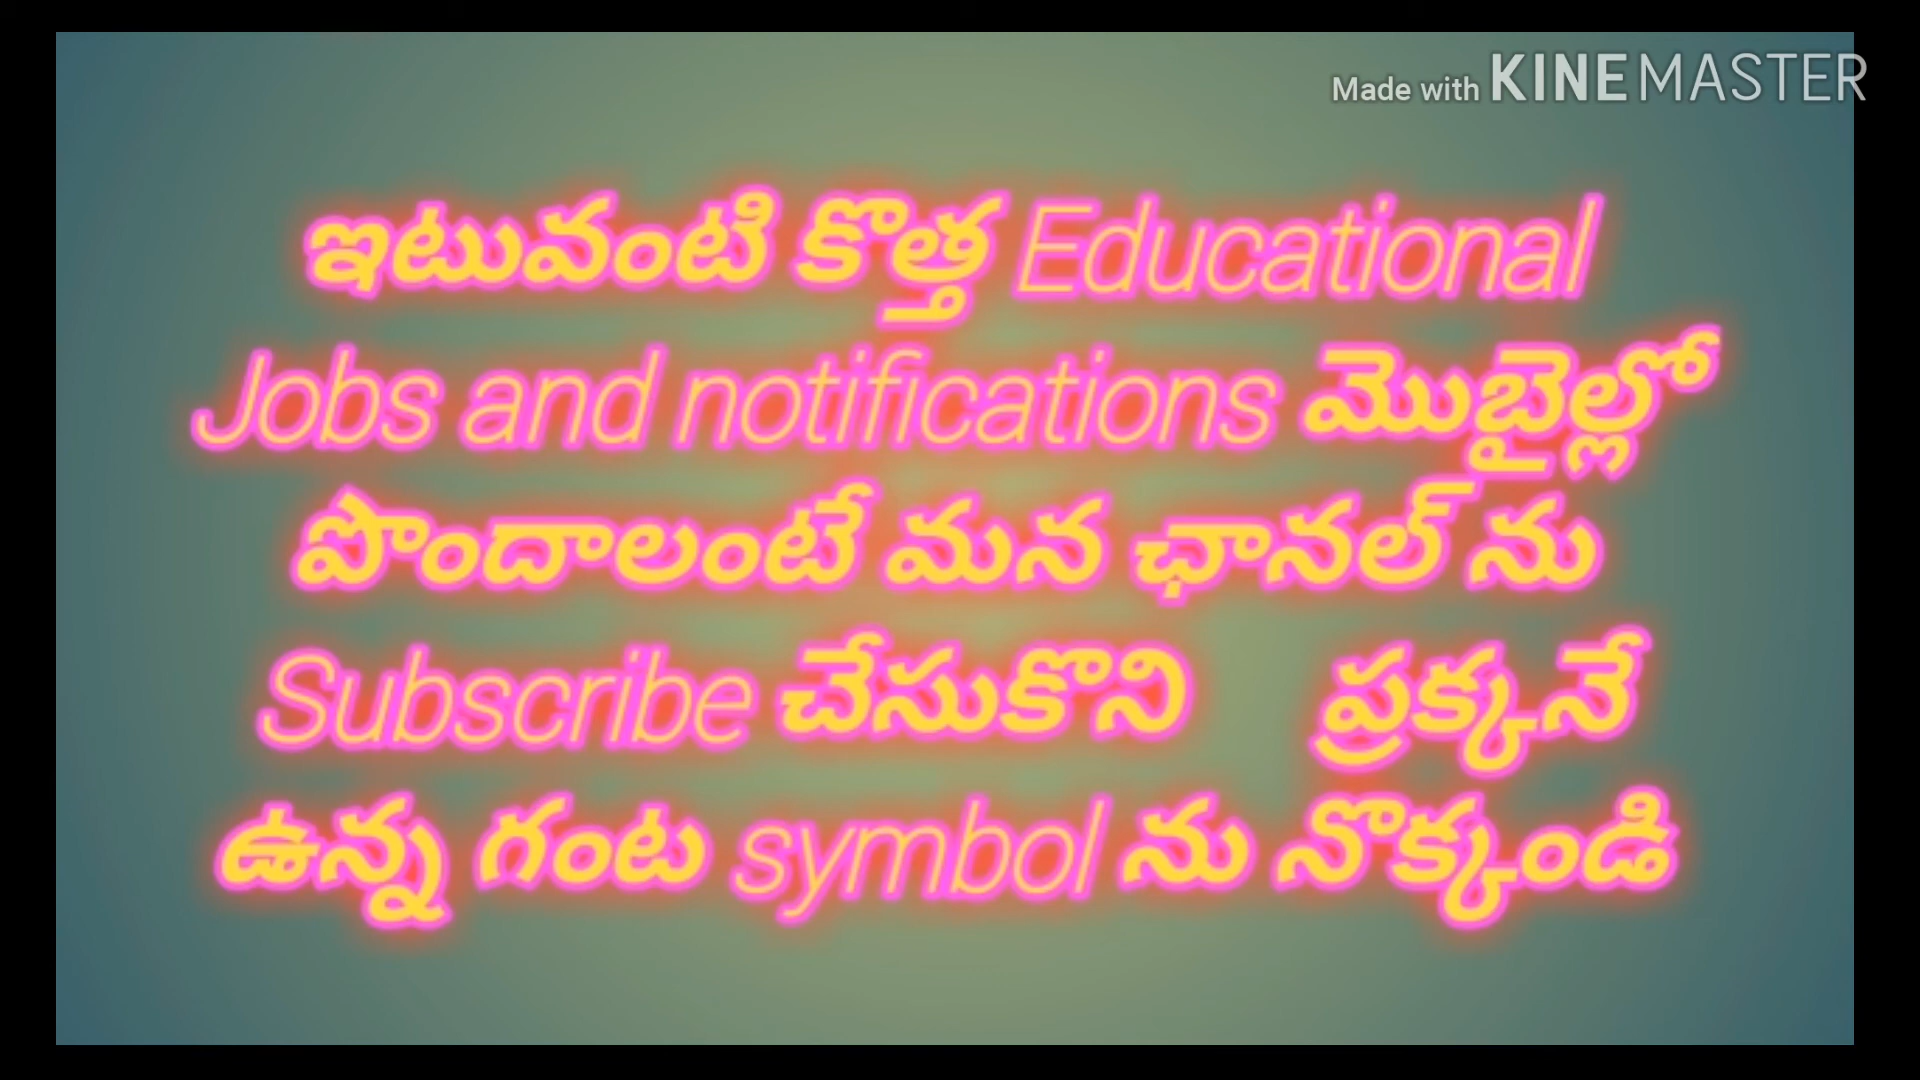 Made with KINEMASTER
ఇటువంటి కొత్త Educational
Jobs and notifications మొబైల్లో
పొందాలంటే మన ఛానల్ ను
Subscribe చేసుకొని ప్రక్కనే
ఉన్న గంట symbol ను నొక్కండి